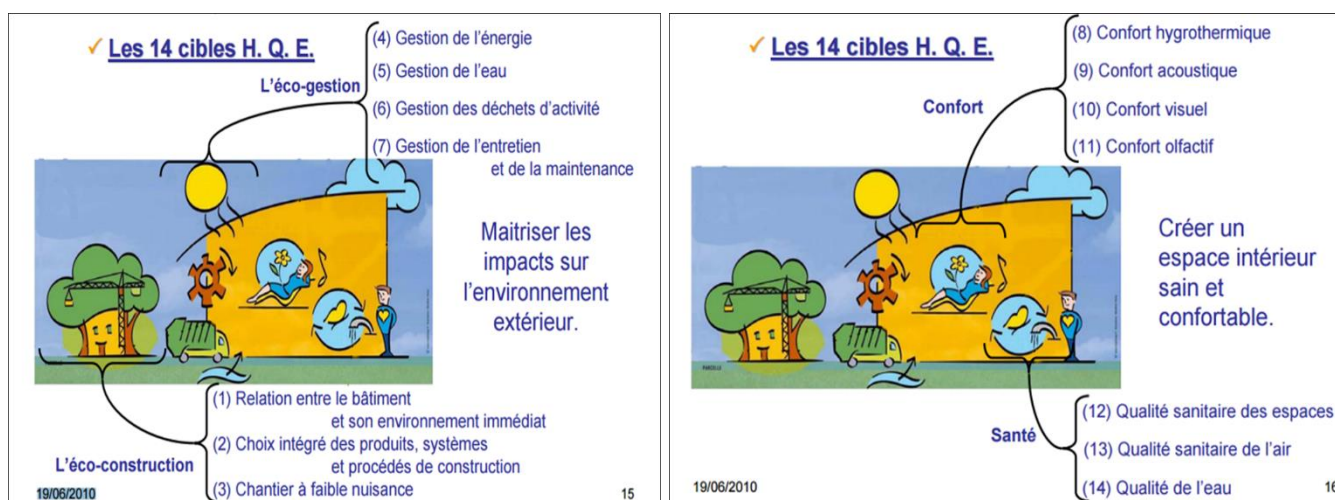 ✓ Les 14 cibles H. Q. E.
(4) Gestion de l'énergie
L'éco-gestion
(5) Gestion de l'eau
(6) Gestion des déchets d'activité
(7) Gestion de l'entretien
et de la maintenance
Maitriser les
impacts sur
l'environnement
extérieur.
(1) Relation entre le bâtiment
et son environnement immédiat
(2) Choix intégré des produits, systèmes
et procédés de construction
L'éco-construction
(3) Chantier à faible nuisance
19/06/2010
15
✓ Les 14 cibles H. Q. E.
(8) Confort hygrothermique
(9) Confort acoustique
Confort
(10) Confort visuel
(11) Confort olfactif
Créer un
espace intérieur
sain et
confortable.
(12) Qualité sanitaire des espaces
Santé
(13) Qualité sanitaire de l'air
(14) Qualité de l'eau
19/06/2010
16